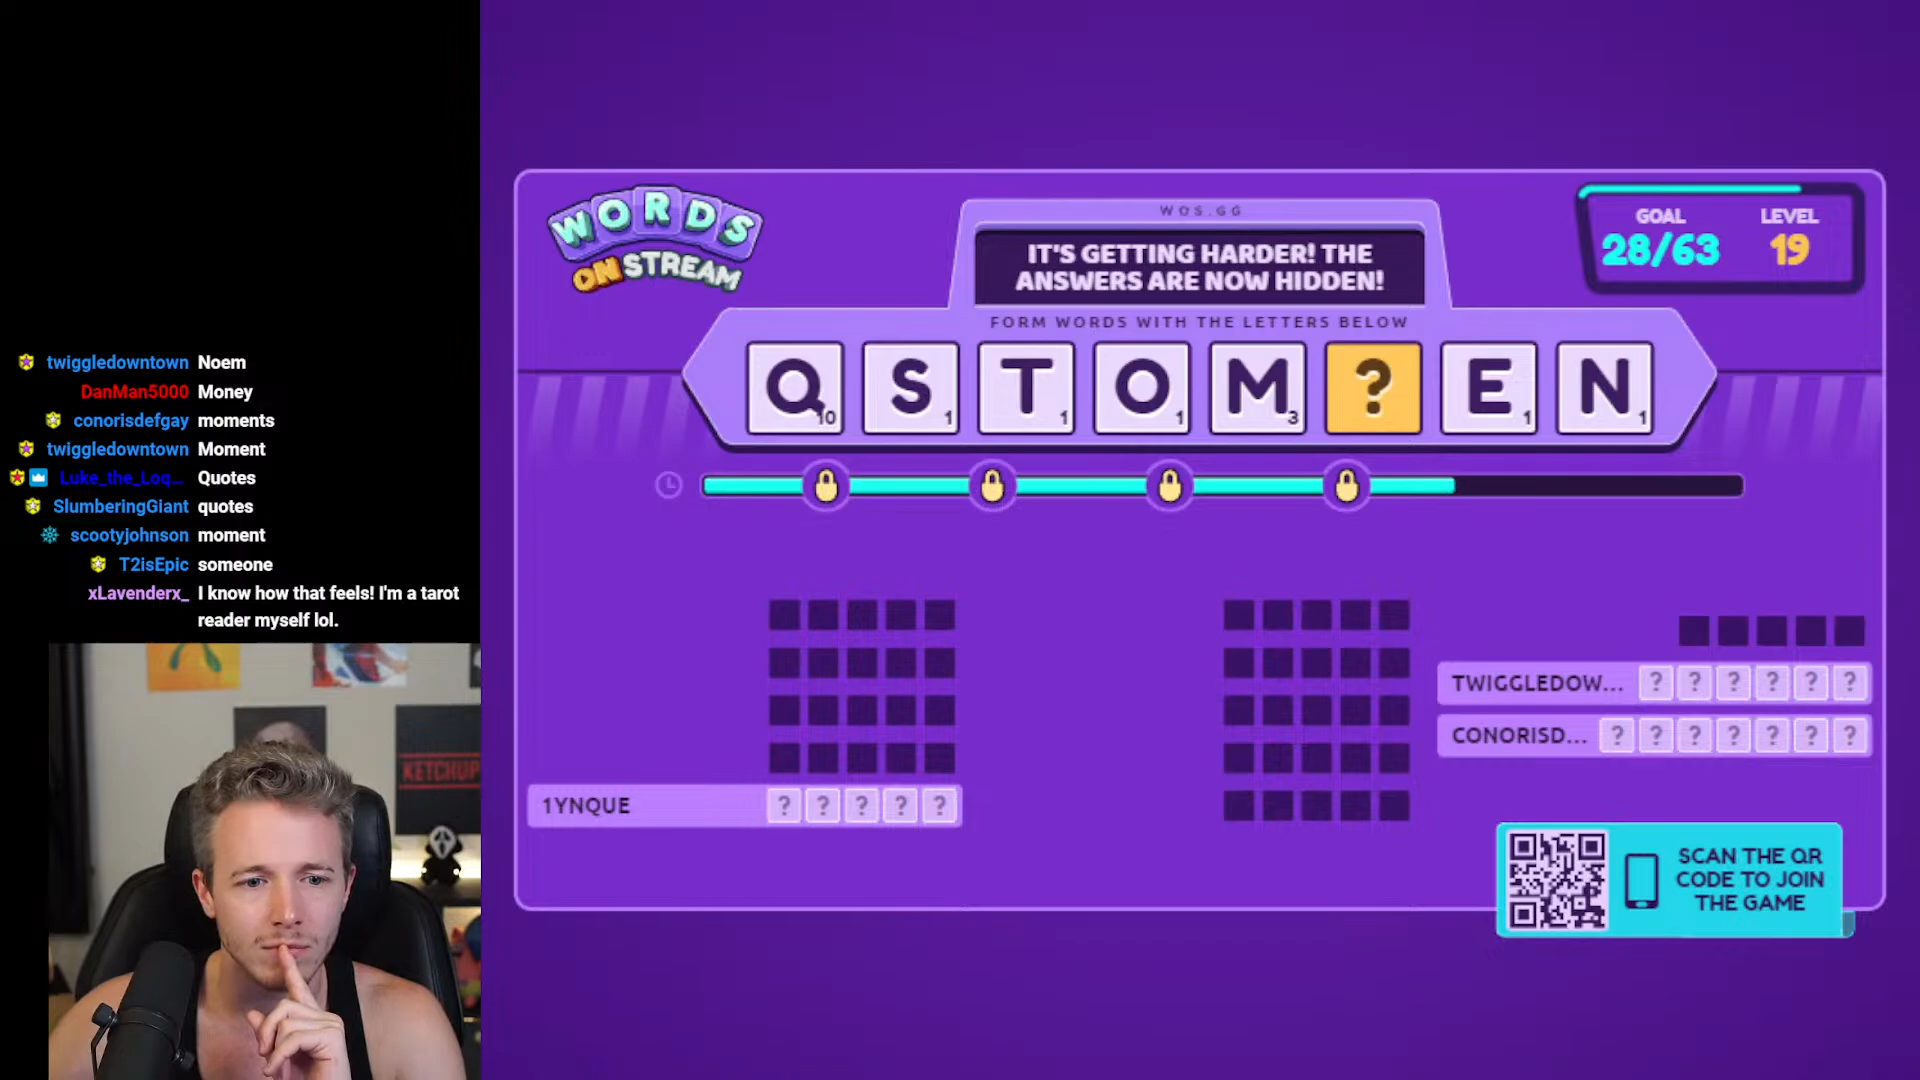 twiggledowntown Noem
DanMan5000 Money
conorisdefgay moments
twiggledowntown Moment
Luke_the_Loq... Quotes
SlumberingGiant quotes
scootyjohnson moment
T2isEpic someone
xLavenderx_ I know how that feels! I'm a tarot
reader myself lol.
KETCHUP
WORDS
ON STREAM
WOS.GG
IT'S GETTING HARDER! THE
ANSWERS ARE NOW HIDDEN!
GOAL LEVEL
28/63 19
FORM WORDS WITH THE LETTERS BELOW
Q S T O M ? E N
10 1 1 1 3 1 1
TWIGGLEDOW... ? ? ? ? ? ?
CONORISD... ? ? ? ? ? ? ?
1YNQUE ? ? ? ? ?
SCAN THE QR
CODE TO JOIN
THE GAME